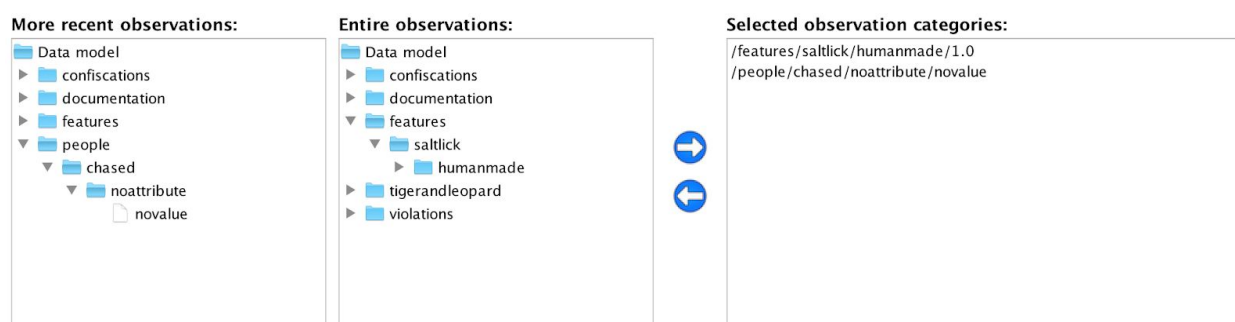 More recent observations:
Data model
confiscations
documentation
features
people
chased
noattribute
novalue
Entire observations:
Data model
confiscations
documentation
features
saltlick
humanmade
tigerandleopard
violations
Selected observation categories:
/features/saltlick/humanmade/1.0
/people/chased/noattribute/novalue